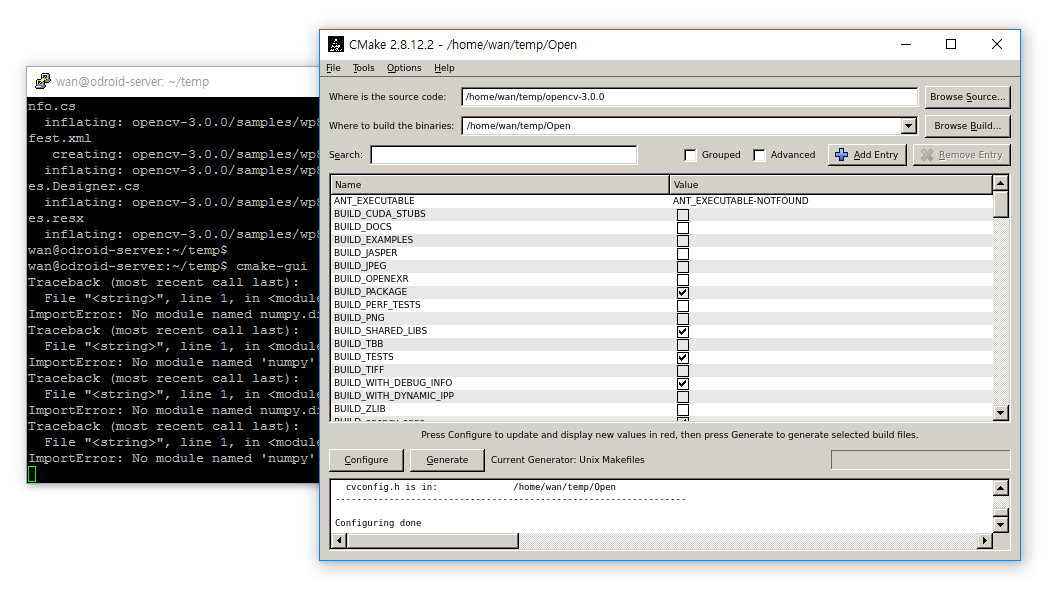 wan@odroid-server: ~/temp
nfo.cs
inflating: opencv-3.0.0/samples/wp8
fest.xml
creating: opencv-3.0.0/samples/wp8
inflating: opencv-3.0.0/samples/wp8
es.Designer.cs
inflating: opencv-3.0.0/samples/wp8
es.resx
inflating: opencv-3.0.0/samples/wp8
wan@odroid-server:~/temp$
wan@odroid-server:~/temp$ cmake-gui
Traceback (most recent call last):
File "<string>", line 1, in <module
ImportError: No module named numpy.di
Traceback (most recent call last):
File "<string>", line 1, in <module
ImportError: No module named 'numpy'
Traceback (most recent call last):
File "<string>", line 1, in <module
ImportError: No module named numpy.di
Traceback (most recent call last):
File "<string>", line 1, in <module
ImportError: No module named 'numpy'
CMake 2.8.12.2 - /home/wan/temp/Open
File Tools Options Help
Where is the source code: /home/wan/temp/opencv-3.0.0 Browse Source...
Where to build the binaries: /home/wan/temp/Open Browse Build...
Search: Grouped Advanced Add Entry Remove Entry
Name Value
ANT_EXECUTABLE ANT_EXECUTABLE-NOTFOUND
BUILD_CUDA_STUBS
BUILD_DOCS
BUILD_EXAMPLES
BUILD_JASPER
BUILD_JPEG
BUILD_OPENEXR
BUILD_PACKAGE
BUILD_PERF_TESTS
BUILD_PNG
BUILD_SHARED_LIBS
BUILD_TBB
BUILD_TESTS
BUILD_TIFF
BUILD_WITH_DEBUG_INFO
BUILD_WITH_DYNAMIC_IPP
BUILD_ZLIB
Press Configure to update and display new values in red, then press Generate to generate selected build files.
Configure Generate Current Generator: Unix Makefiles
cvconfig.h is in: /home/wan/temp/Open
-----------------------------------------------------------------
Configuring done